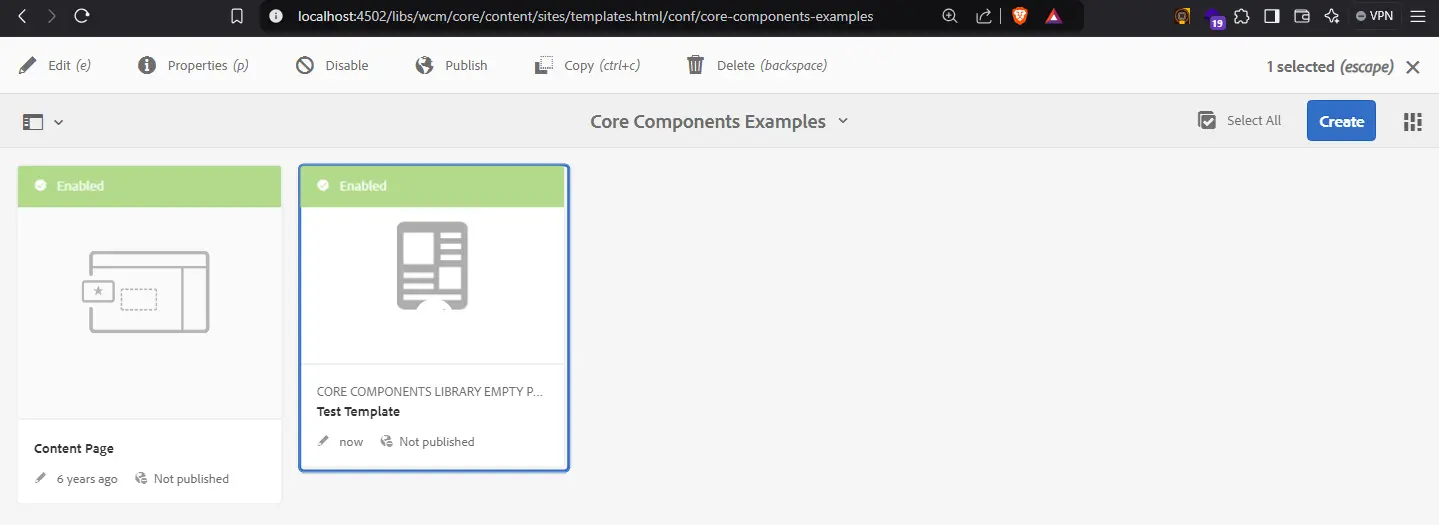 localhost:4502/libs/wcm/core/content/sites/templates.html/conf/core-components-examples
19
VPN
Edit (e) Properties (p) Disable Publish Copy (ctrl+c) Delete (backspace) 1 selected (escape)
Core Components Examples Select All Create
Enabled
Content Page
6 years ago Not published
Enabled
CORE COMPONENTS LIBRARY EMPTY P...
Test Template
now Not published